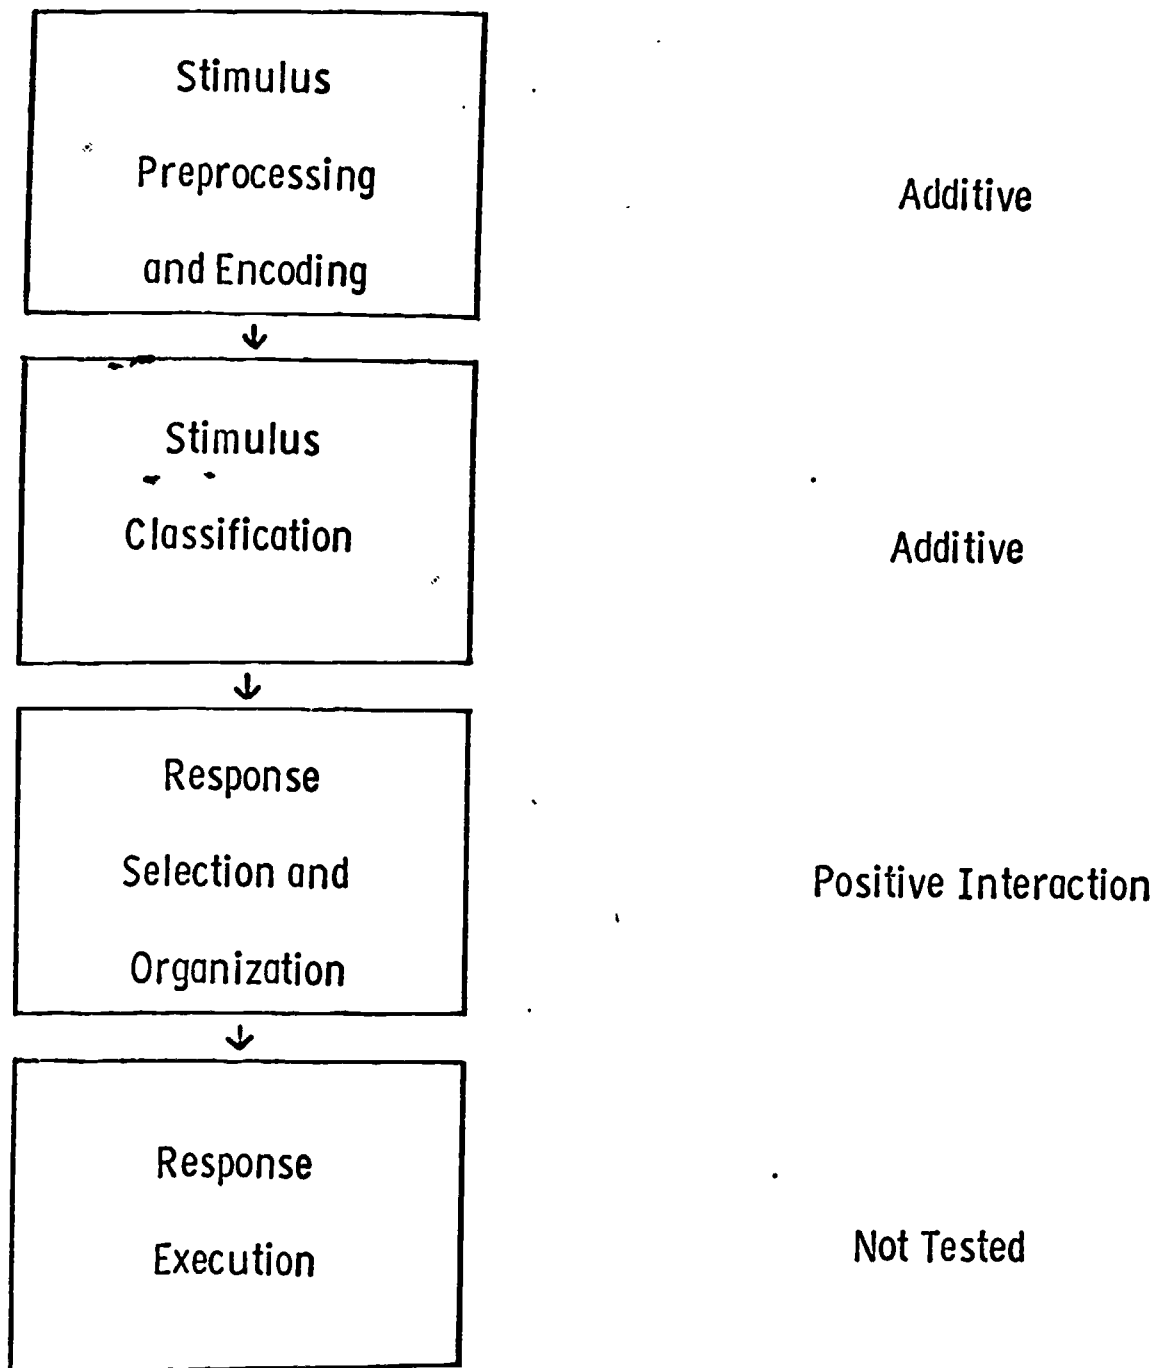 Stimulus
Preprocessing
and Encoding
Additive
Stimulus
Classification
Additive
Response
Selection and
Organization
Positive Interaction
Response
Execution
Not Tested